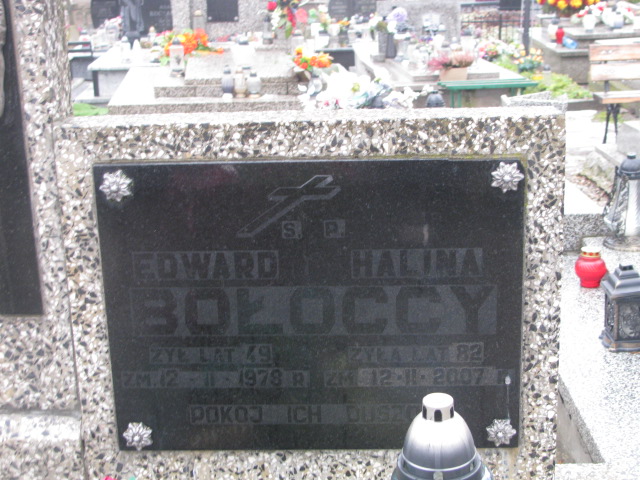 Ś. P.
EDWARD HALINA
BOŁOCCY
ŻYŁ LAT 49 ŻYŁA LAT 82
ZM. 12-11-1978 R ZM. 12-11-2007 R
POKÓJ ICH DUSZOM